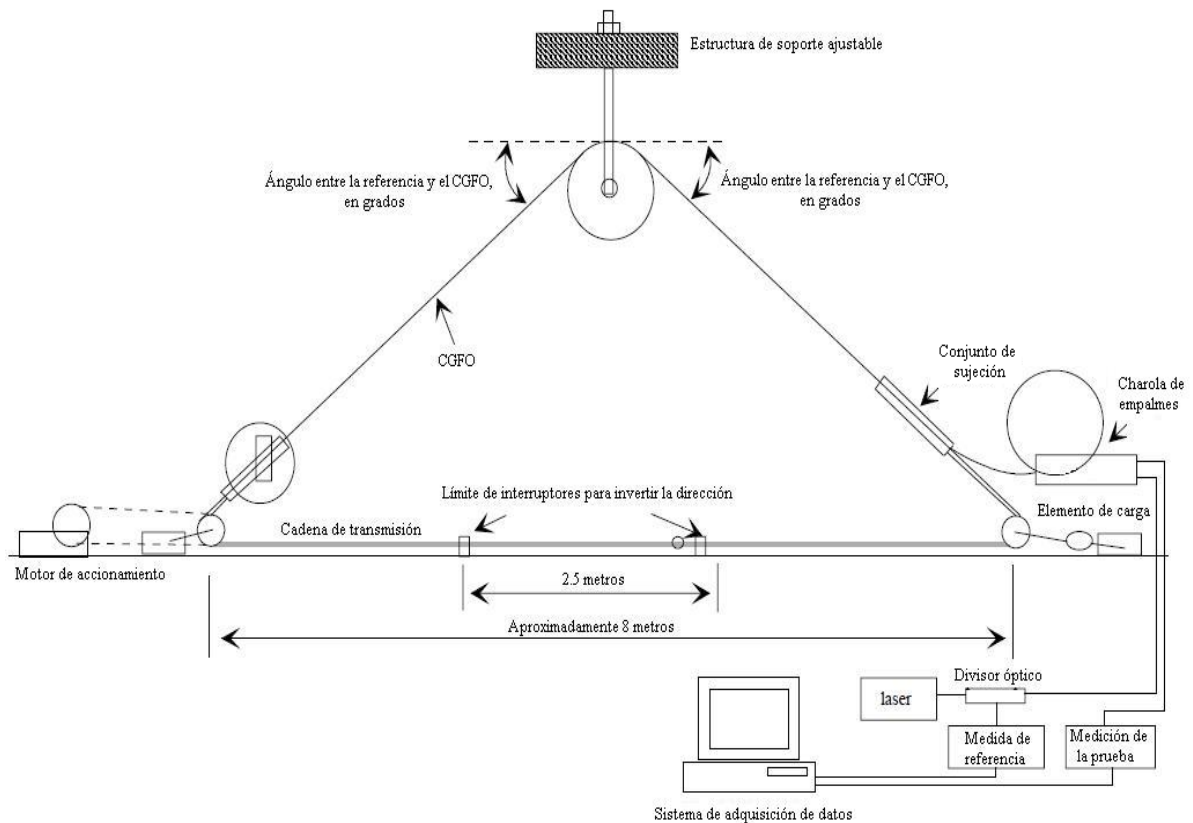 Estructura de soporte ajustable
Ángulo entre la referencia y el CGFO,
en grados
Ángulo entre la referencia y el CGFO,
en grados
CGFO
Conjunto de
sujeción
Charola de
empalmes
Límite de interruptores para invertir la dirección
Cadena de transmisión
Elemento de carga
Motor de accionamiento
2.5 metros
Aproximadamente 8 metros
Divisor óptico
laser
Medida de
referencia
Medición de
la prueba
Sistema de adquisición de datos